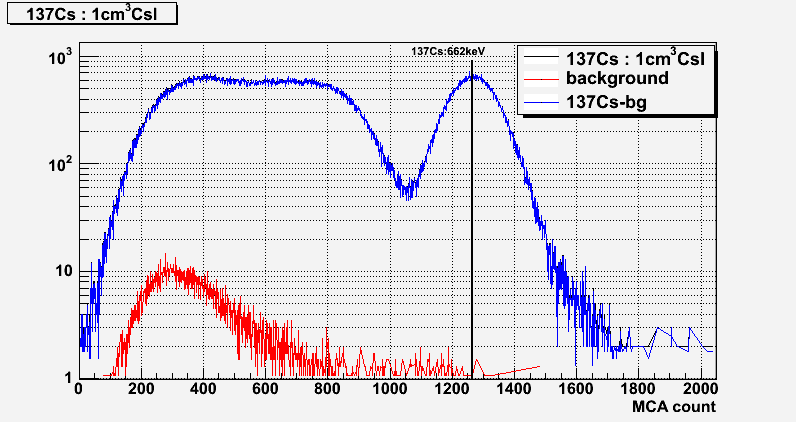 137Cs : 1cm³CsI
137Cs:662keV
137Cs : 1cm³CsI
background
137Cs-bg
10³
10²
10
1
0 200 400 600 800 1000 1200 1400 1600 1800 2000
MCA count